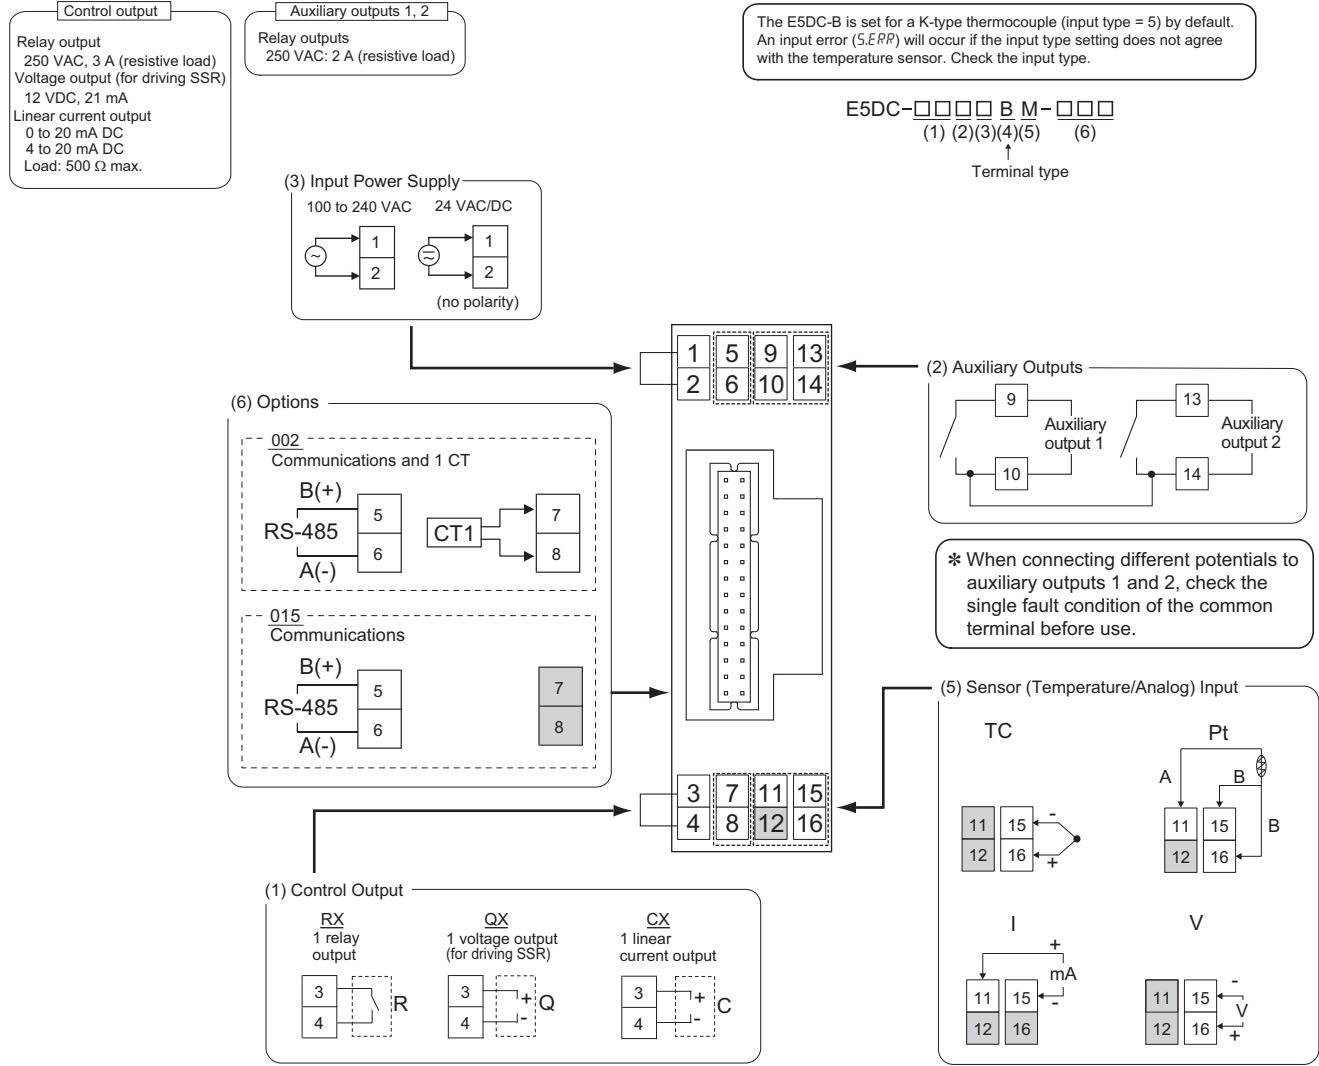 Control output
Relay output
250 VAC, 3 A (resistive load)
Voltage output (for driving SSR)
12 VDC, 21 mA
Linear current output
0 to 20 mA DC
4 to 20 mA DC
Load: 500 Ω max.
Auxiliary outputs 1, 2
Relay outputs
250 VAC: 2 A (resistive load)
The E5DC-B is set for a K-type thermocouple (input type = 5) by default.
An input error (S.ERR) will occur if the input type setting does not agree
with the temperature sensor. Check the input type.
E5DC-□□□□ B M-□□□
(1) (2)(3)(4)(5) (6)
Terminal type
(3) Input Power Supply
100 to 240 VAC
1
2
24 VAC/DC
1
2
(no polarity)
1 5 9 13
2 6 10 14
(2) Auxiliary Outputs
9
10
Auxiliary
output 1
13
14
Auxiliary
output 2
✻ When connecting different potentials to
auxiliary outputs 1 and 2, check the
single fault condition of the common
terminal before use.
(6) Options
002
Communications and 1 CT
B(+)
RS-485
A(-)
5
6
CT1
7
8
015
Communications
B(+)
RS-485
A(-)
5
6
7
8
3 7 11 15
4 8 12 16
(5) Sensor (Temperature/Analog) Input
TC
11 15 -
12 16 +
Pt
A
B
B
11 15
12 16
I
+
mA
-
11 15
12 16
V
-
V
+
11 15
12 16
(1) Control Output
RX
1 relay
output
3
4
R
QX
1 voltage output
(for driving SSR)
3
4
+
-
Q
CX
1 linear
current output
3
4
+
-
C